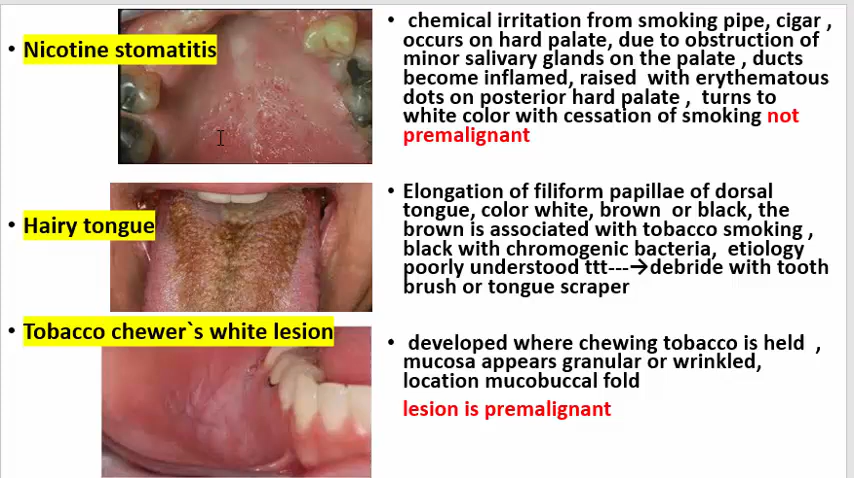 • Nicotine stomatitis
• chemical irritation from smoking pipe, cigar ,
occurs on hard palate, due to obstruction of
minor salivary glands on the palate , ducts
become inflamed, raised with erythematous
dots on posterior hard palate , turns to
white color with cessation of smoking not
premalignant
• Hairy tongue
• Elongation of filiform papillae of dorsal
tongue, color white, brown or black, the
brown is associated with tobacco smoking ,
black with chromogenic bacteria, etiology
poorly understood ttt---→debride with tooth
brush or tongue scraper
• Tobacco chewer`s white lesion
• developed where chewing tobacco is held ,
mucosa appears granular or wrinkled,
location mucobuccal fold
lesion is premalignant